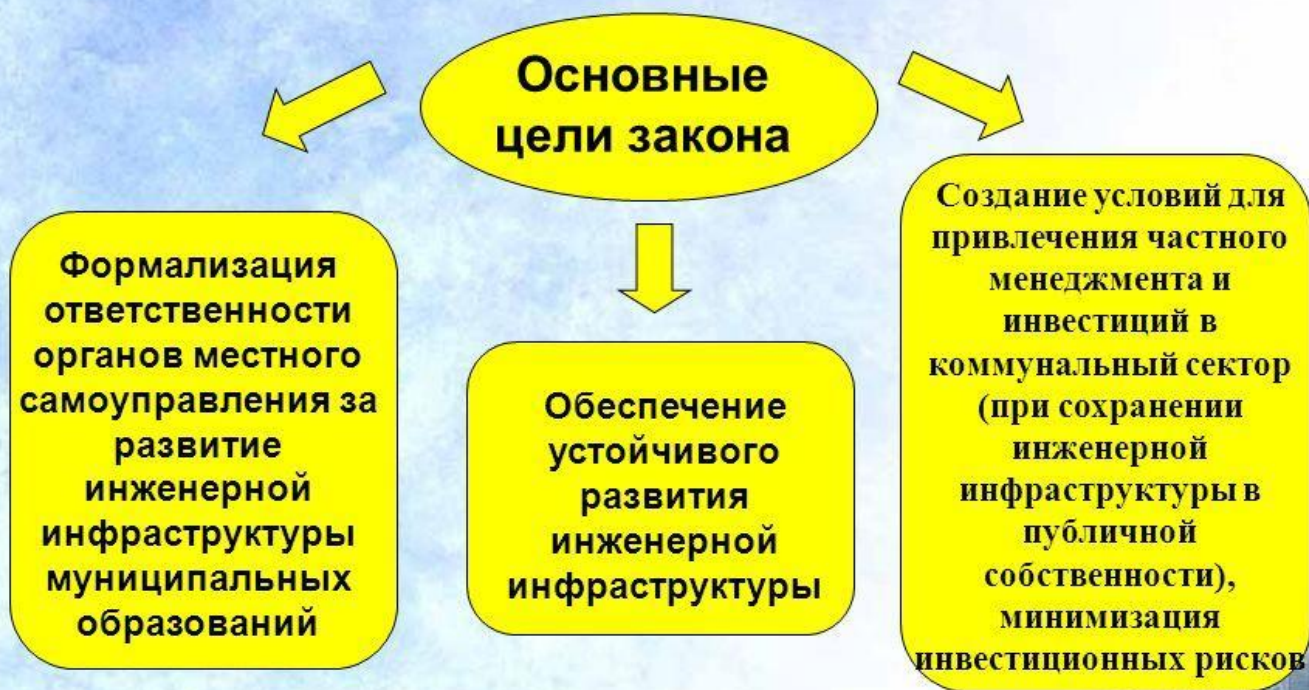 Основные
цели закона
Формализация
ответственности
органов местного
самоуправления за
развитие
инженерной
инфраструктуры
муниципальных
образований
Обеспечение
устойчивого
развития
инженерной
инфраструктуры
Создание условий для
привлечения частного
менеджмента и
инвестиций в
коммунальный сектор
(при сохранении
инженерной
инфраструктуры в
публичной
собственности),
минимизация
инвестиционных рисков